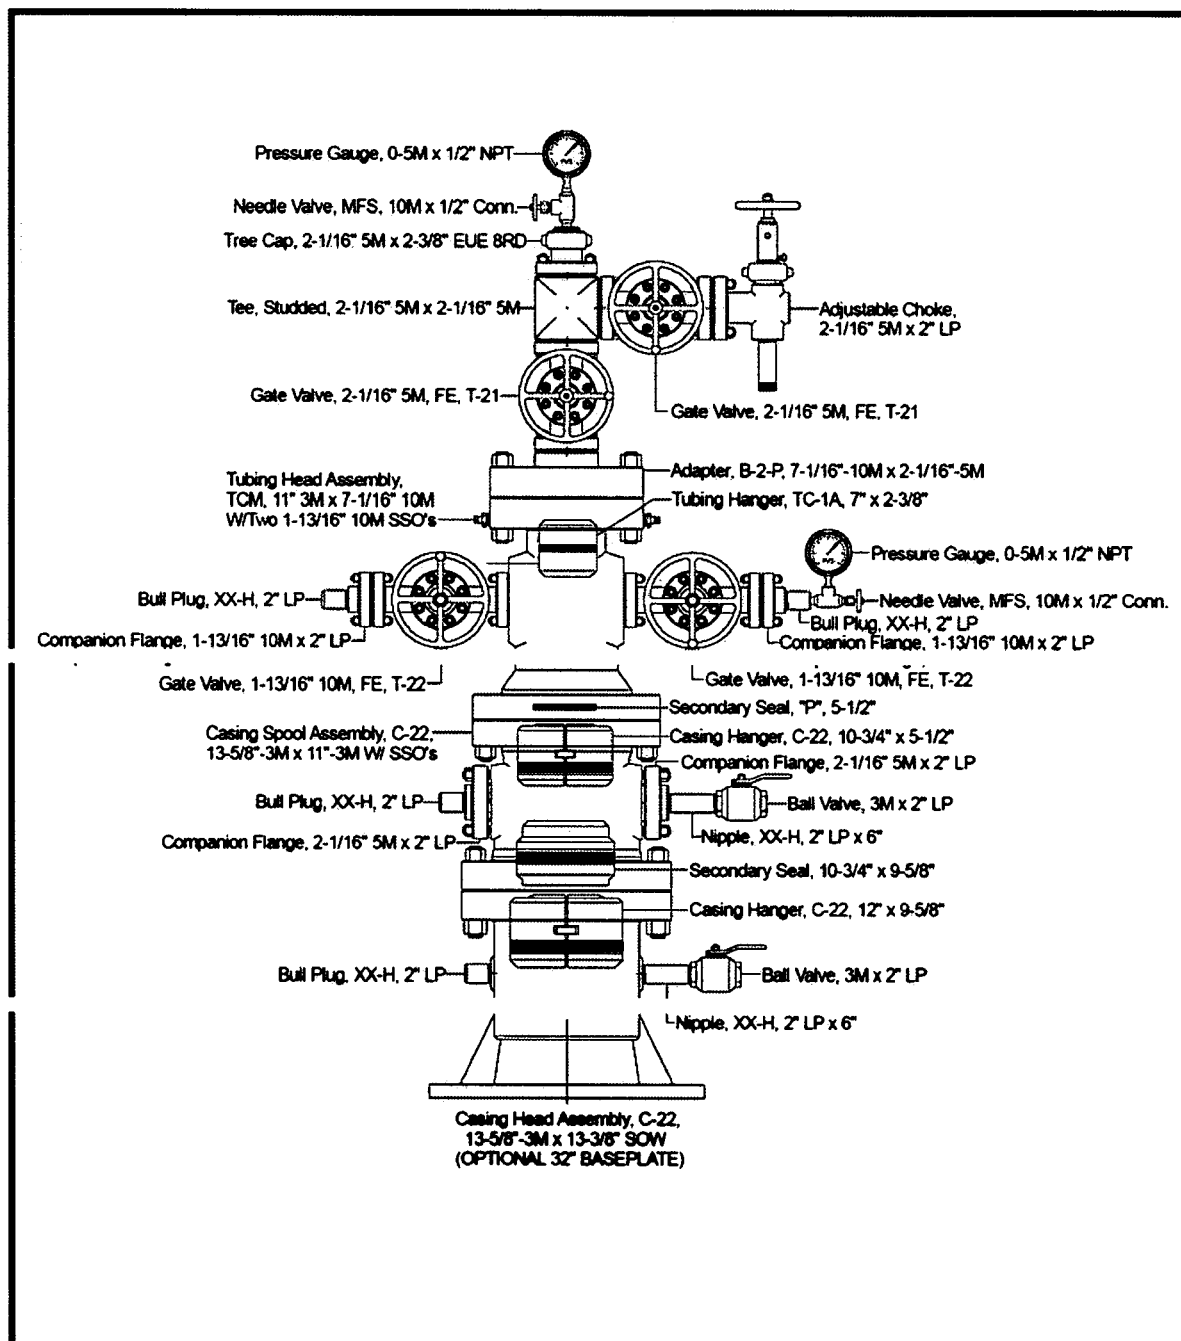 Pressure Gauge, 0-5M x 1/2" NPT
Needle Valve, MFS, 10M x 1/2" Conn.
Tree Cap, 2-1/16" 5M x 2-3/8" EUE 8RD
Tee, Studded, 2-1/16" 5M x 2-1/16" 5M
Adjustable Choke,
2-1/16" 5M x 2" LP
Gate Valve, 2-1/16" 5M, FE, T-21
Gate Valve, 2-1/16" 5M, FE, T-21
Adapter, B-2-P, 7-1/16"-10M x 2-1/16"-5M
Tubing Head Assembly,
TCM, 11" 3M x 7-1/16" 10M
W/Two 1-13/16" 10M SSO's
Tubing Hanger, TC-1A, 7" x 2-3/8"
Pressure Gauge, 0-5M x 1/2" NPT
Bull Plug, XX-H, 2" LP
Needle Valve, MFS, 10M x 1/2" Conn.
Bull Plug, XX-H, 2" LP
Companion Flange, 1-13/16" 10M x 2" LP
Companion Flange, 1-13/16" 10M x 2" LP
Gate Valve, 1-13/16" 10M, FE, T-22
Gate Valve, 1-13/16" 10M, FE, T-22
Secondary Seal, "P", 5-1/2"
Casing Spool Assembly, C-22,
13-5/8"-3M x 11"-3M W/ SSO's
Casing Hanger, C-22, 10-3/4" x 5-1/2"
Companion Flange, 2-1/16" 5M x 2" LP
Bull Plug, XX-H, 2" LP
Ball Valve, 3M x 2" LP
Nipple, XX-H, 2" LP x 6"
Companion Flange, 2-1/16" 5M x 2" LP
Secondary Seal, 10-3/4" x 9-5/8"
Casing Hanger, C-22, 12" x 9-5/8"
Bull Plug, XX-H, 2" LP
Ball Valve, 3M x 2" LP
Nipple, XX-H, 2" LP x 6"
Casing Head Assembly, C-22,
13-5/8"-3M x 13-3/8" SOW
(OPTIONAL 32" BASEPLATE)